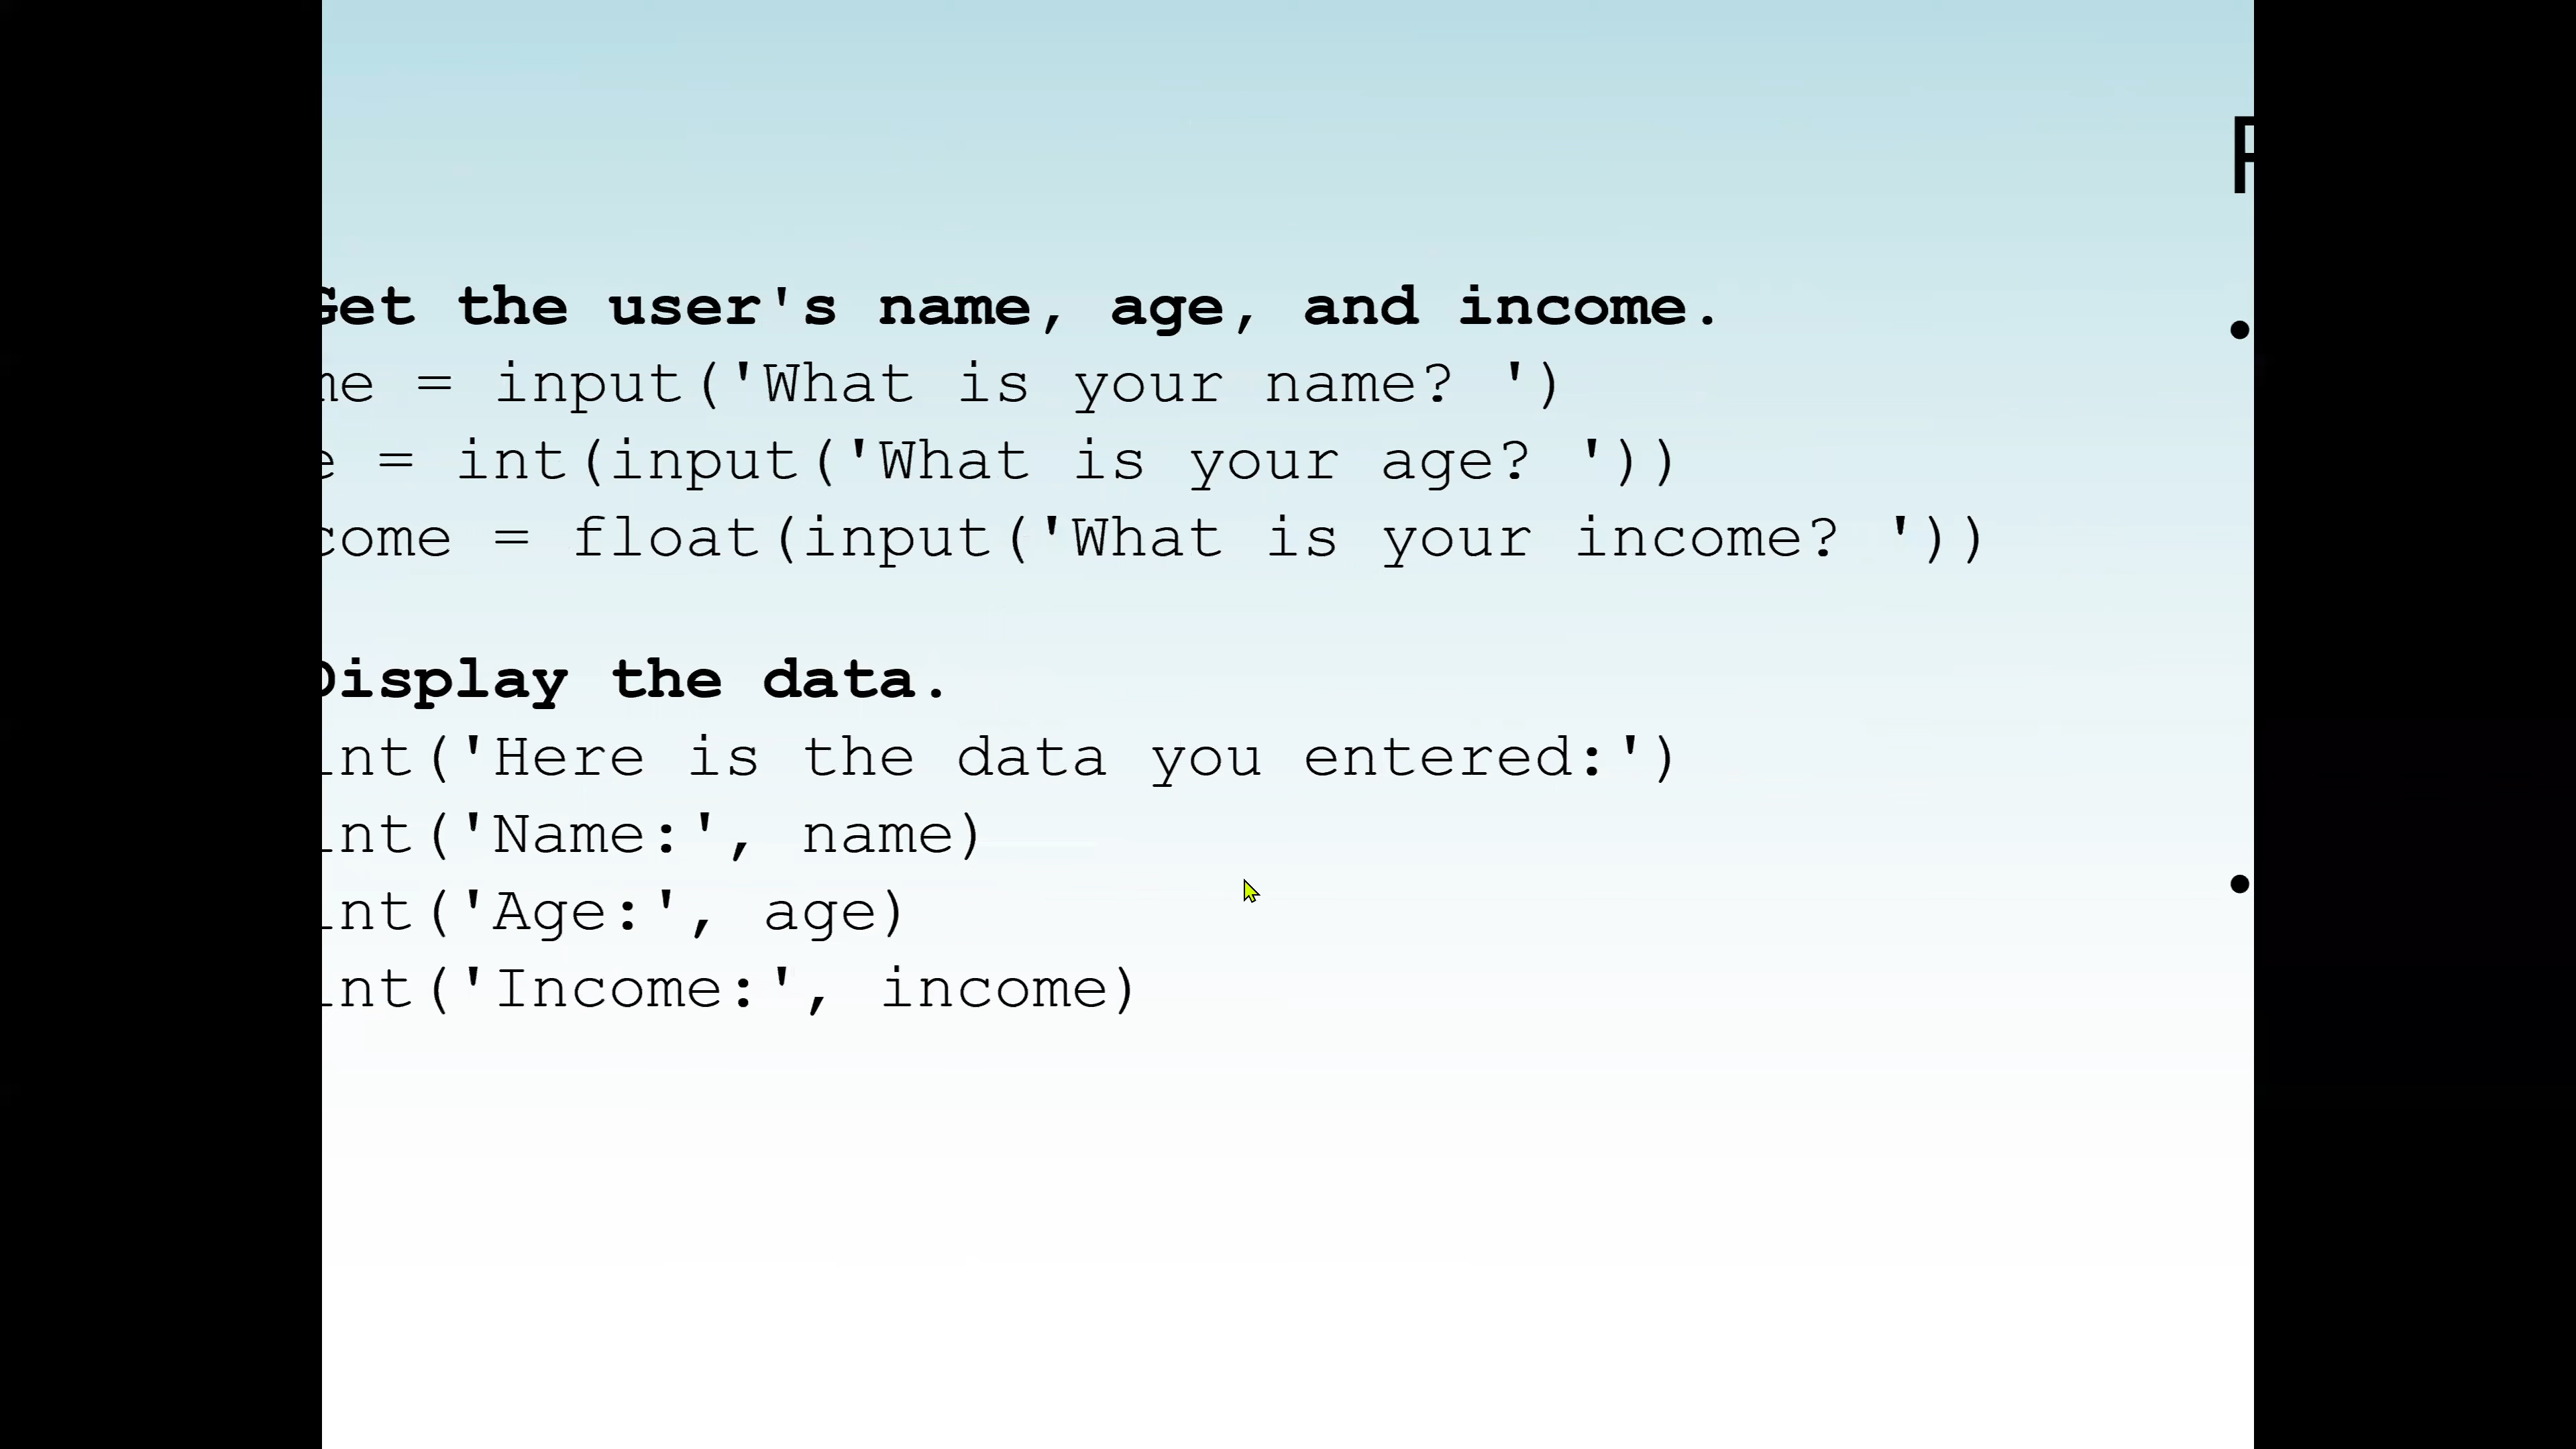 Get the user's name, age, and income.
me = input('What is your name? ')
e = int(input('What is your age? '))
come = float(input('What is your income? '))
Display the data.
int('Here is the data you entered:')
int('Name:', name)
int('Age:', age)
int('Income:', income)